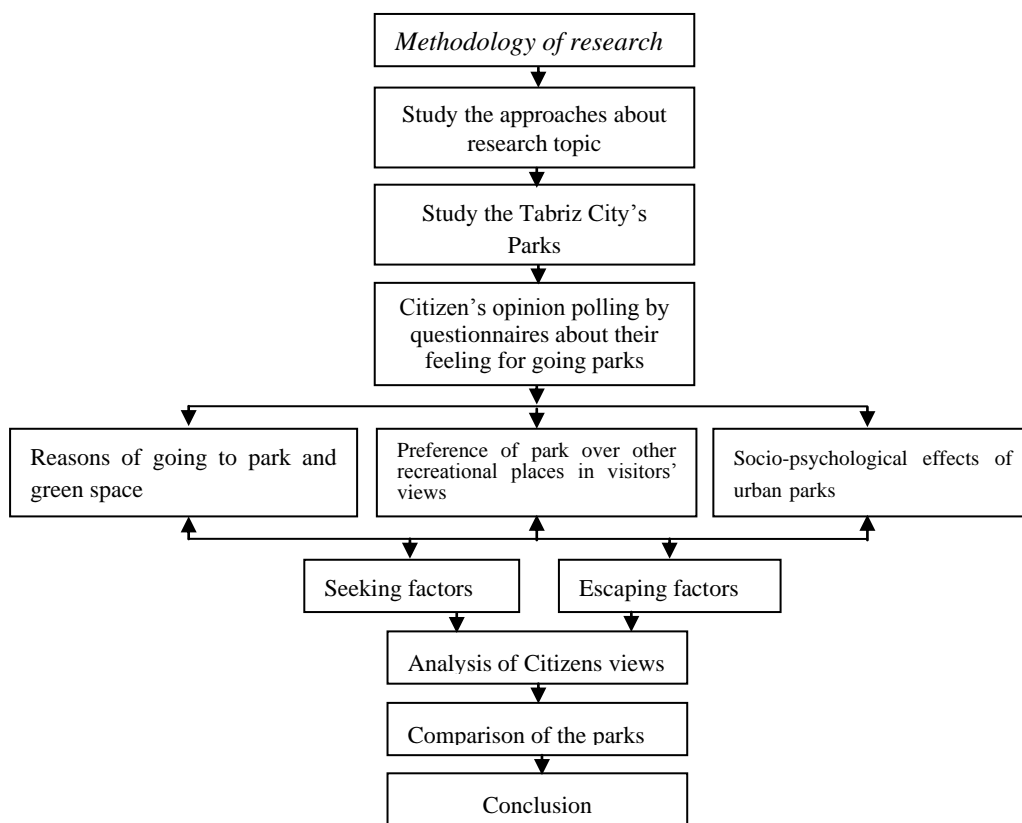 Methodology of research
Study the approaches about
research topic
Study the Tabriz City’s
Parks
Citizen’s opinion polling by
questionnaires about their
feeling for going parks
Reasons of going to park and
green space
Preference of park over other
recreational places in visitors’
views
Socio-psychological effects of
urban parks
Seeking factors
Escaping factors
Analysis of Citizens views
Comparison of the parks
Conclusion